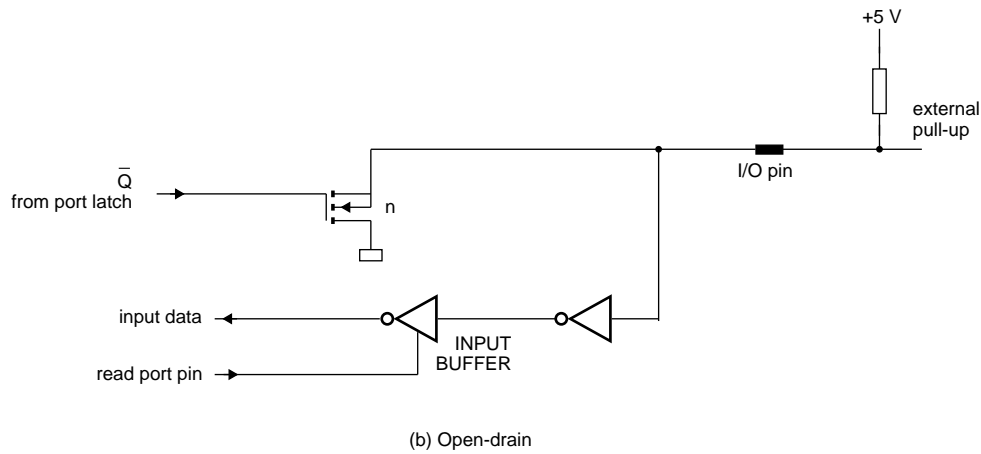 +5 V
external
pull-up
I/O pin
Q̅
from port latch
n
input data
INPUT
BUFFER
read port pin
(b) Open-drain